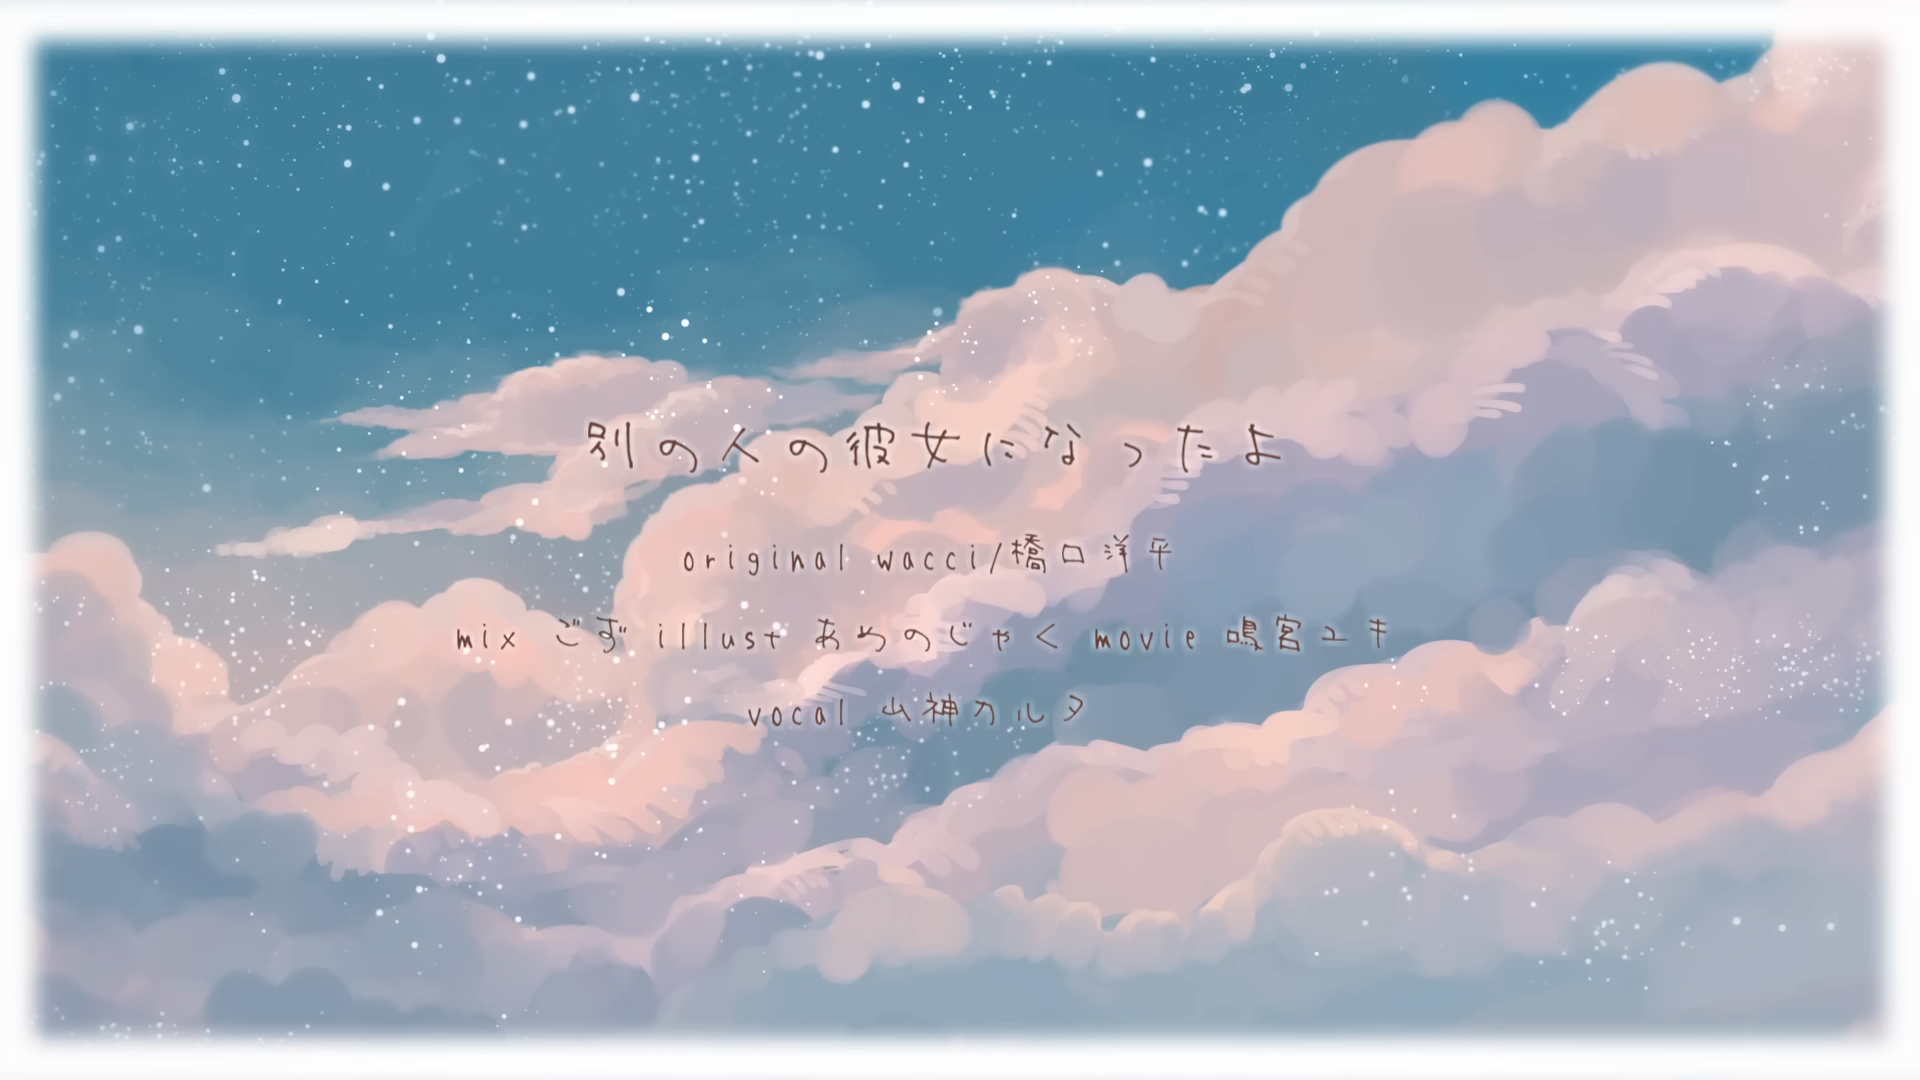 別の人の彼女になったよ
original wacci/橋口洋平
mix ごず illust あめのじゃく movie 鳴宮ユキ
vocal 山神カルタ